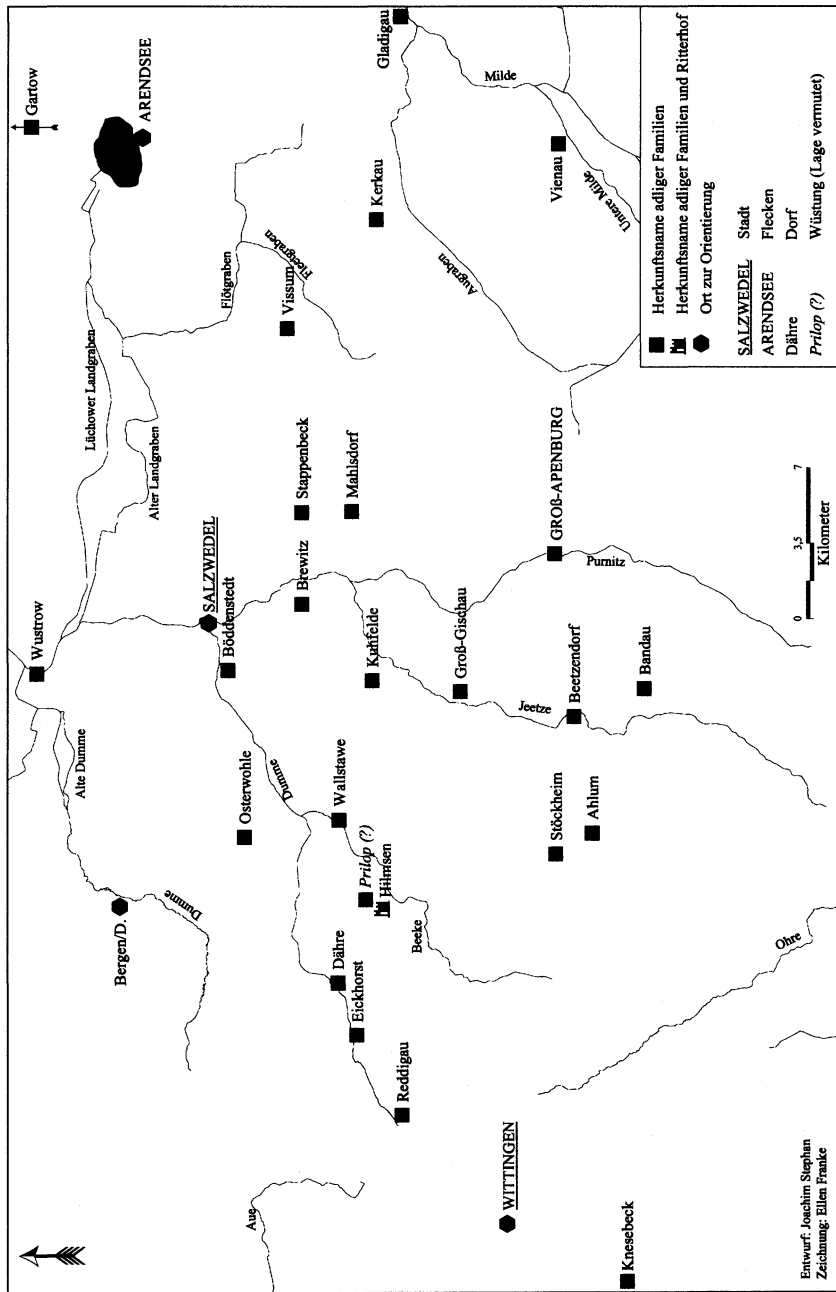 Gartow
ARENDSEE
Wustrow
Lüchower Landgraben
Alter Landgraben
Alte Dumme
Bergen/D.
Dumme
SALZWEDEL
Böddenstedt
Osterwohle
Dumme
Flötgraben
Fleetgraben
Vissum
Gladigau
Milde
Kerkau
Augraben
Vienau
Untere Milde
Stappenbeck
Mahlsdorf
Brewitz
Kuhfelde
Wallstawe
Prilop (?)
Hilmsen
Beeke
Dähre
Eickhorst
Reddigau
Aue
WITTINGEN
Knesebeck
Groß-Gischau
Jeetze
GROß-APENBURG
Purnitz
Beetzendorf
Bandau
Stöckheim
Ahlum
Ohre
0 3,5 7
Kilometer
Herkunftsname adliger Familien
Herkunftsname adliger Familien und Ritterhof
Ort zur Orientierung
SALZWEDEL Stadt
ARENDSEE Flecken
Dähre Dorf
Prilop (?) Wüstung (Lage vermutet)
Entwurf: Joachim Stephan
Zeichnung: Ellen Franke